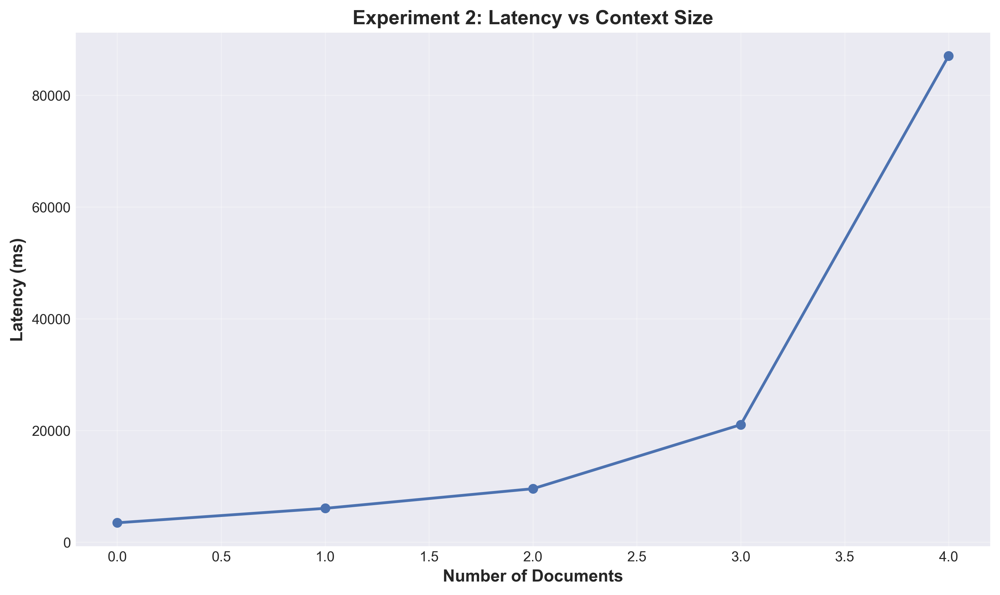 Experiment 2: Latency vs Context Size
Latency (ms)
80000
60000
40000
20000
0
0.0 0.5 1.0 1.5 2.0 2.5 3.0 3.5 4.0
Number of Documents